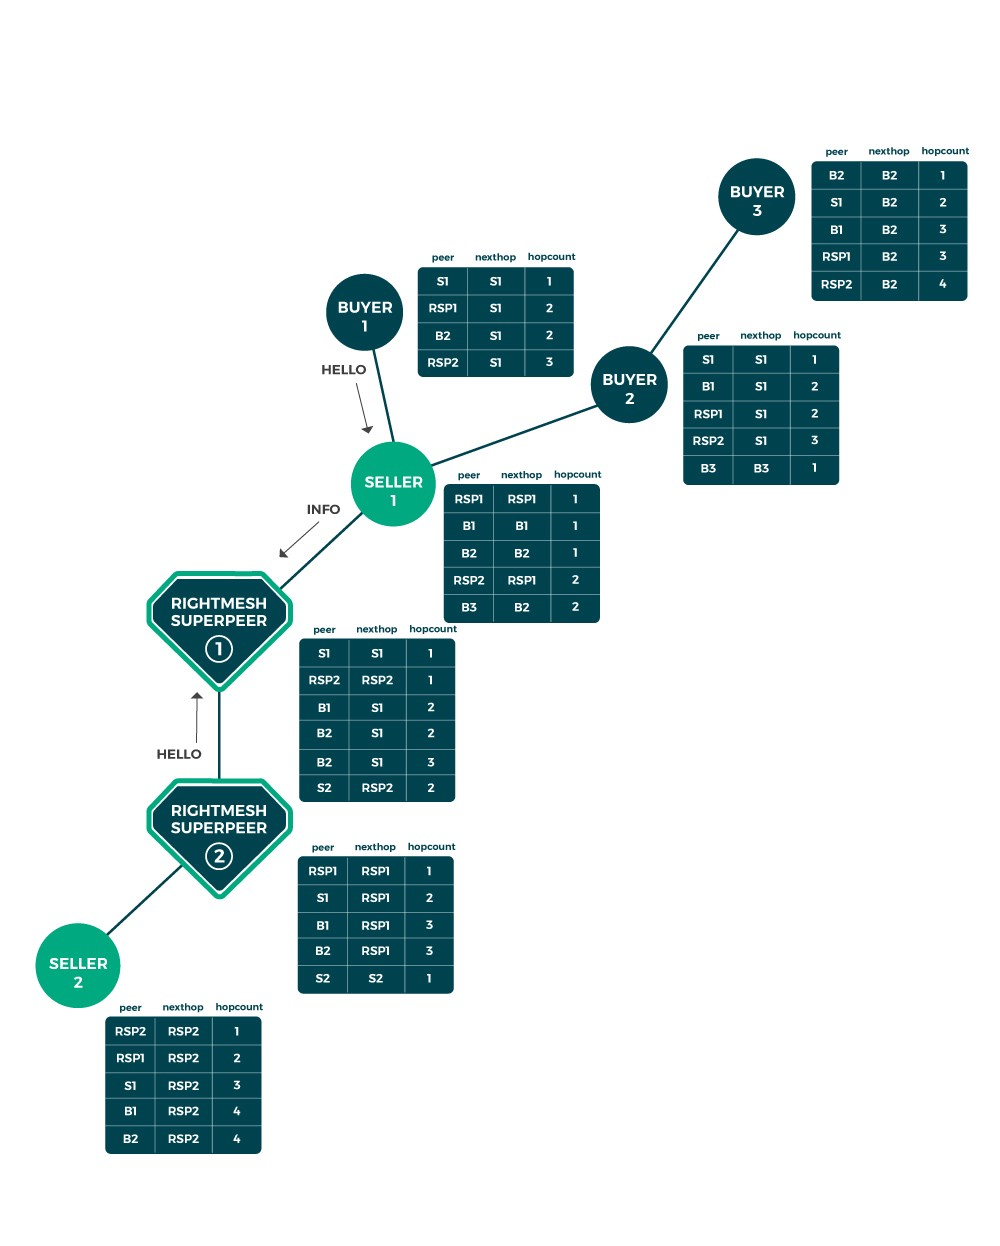 peer nexthop hopcount
BUYER
3
B2 B2 1
S1 B2 2
B1 B2 3
RSP1 B2 3
RSP2 B2 4
peer nexthop hopcount
BUYER
1
S1 S1 1
RSP1 S1 2
B2 S1 2
RSP2 S1 3
HELLO
peer nexthop hopcount
BUYER
2
S1 S1 1
B1 S1 2
RSP1 S1 2
RSP2 S1 3
B3 B3 1
SELLER
1
peer nexthop hopcount
RSP1 RSP1 1
B1 B1 1
B2 B2 1
RSP2 RSP1 2
B3 B2 2
INFO
RIGHTMESH
SUPERPEER
1
peer nexthop hopcount
S1 S1 1
RSP2 RSP2 1
B1 S1 2
B2 S1 2
B2 S1 3
S2 RSP2 2
HELLO
RIGHTMESH
SUPERPEER
2
peer nexthop hopcount
RSP1 RSP1 1
S1 RSP1 2
B1 RSP1 3
B2 RSP1 3
S2 S2 1
SELLER
2
peer nexthop hopcount
RSP2 RSP2 1
RSP1 RSP2 2
S1 RSP2 3
B1 RSP2 4
B2 RSP2 4